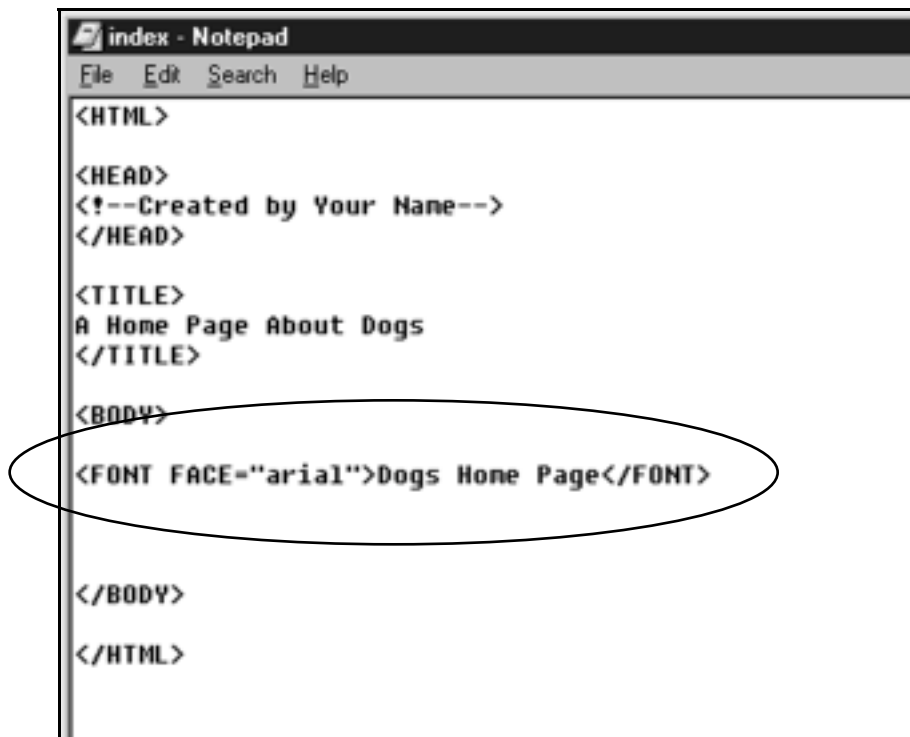 index - Notepad
File Edit Search Help
<HTML>
<HEAD>
<!--Created by Your Name-->
</HEAD>
<TITLE>
A Home Page About Dogs
</TITLE>
<BODY>
<FONT FACE="arial">Dogs Home Page</FONT>
</BODY>
</HTML>